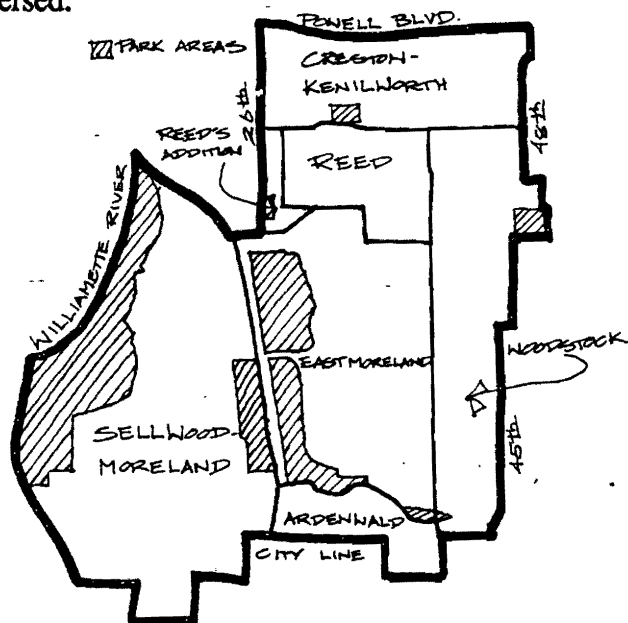 ersed.
POWELL BLVD.
PARK AREAS
CRESTON-
KENILWORTH
26th
48th
REED'S
ADDITION
REED
WILLIAMETTE RIVER
WOODSTOCK
EASTMORELAND
SELLWOOD-
MORELAND
45th
ARDENWALD
CITY LINE